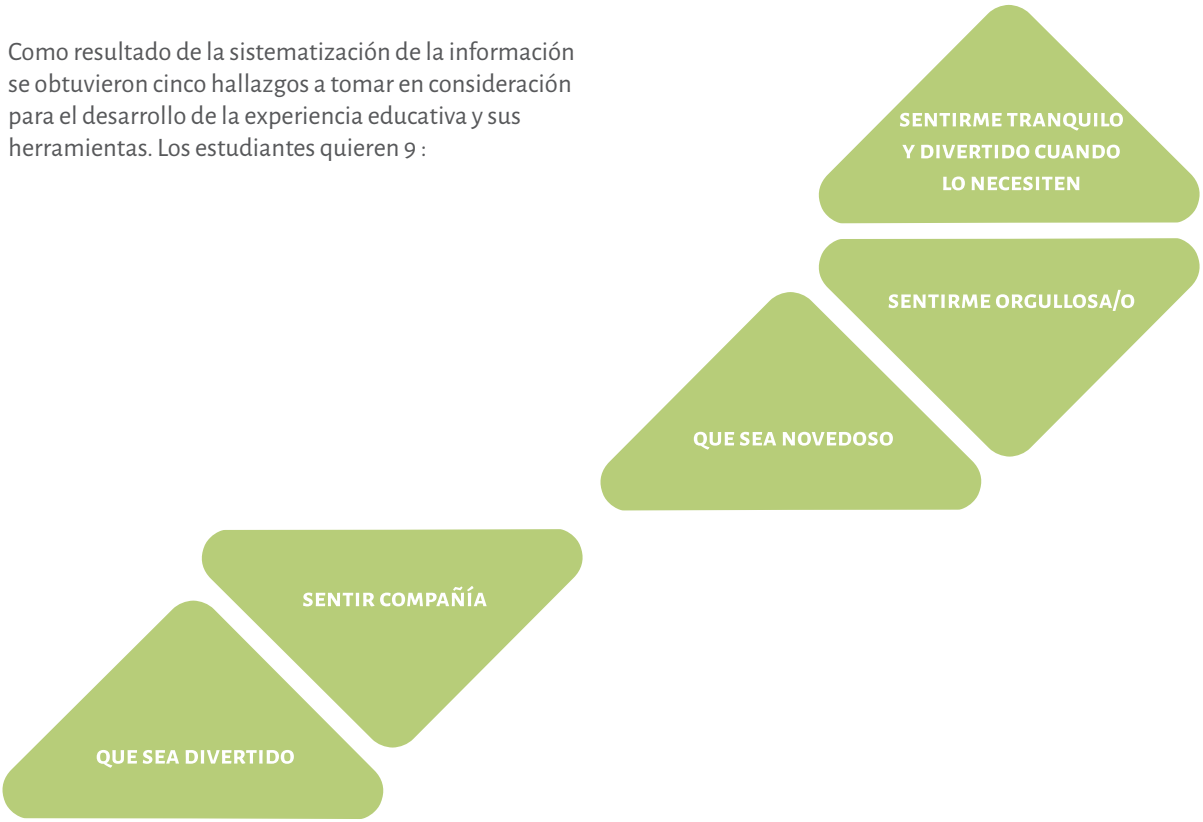 Como resultado de la sistematización de la información
se obtuvieron cinco hallazgos a tomar en consideración
para el desarrollo de la experiencia educativa y sus
herramientas. Los estudiantes quieren 9 :
SENTIRME TRANQUILO
Y DIVERTIDO CUANDO
LO NECESITEN
SENTIRME ORGULLOSA/O
QUE SEA NOVEDOSO
SENTIR COMPAÑÍA
QUE SEA DIVERTIDO